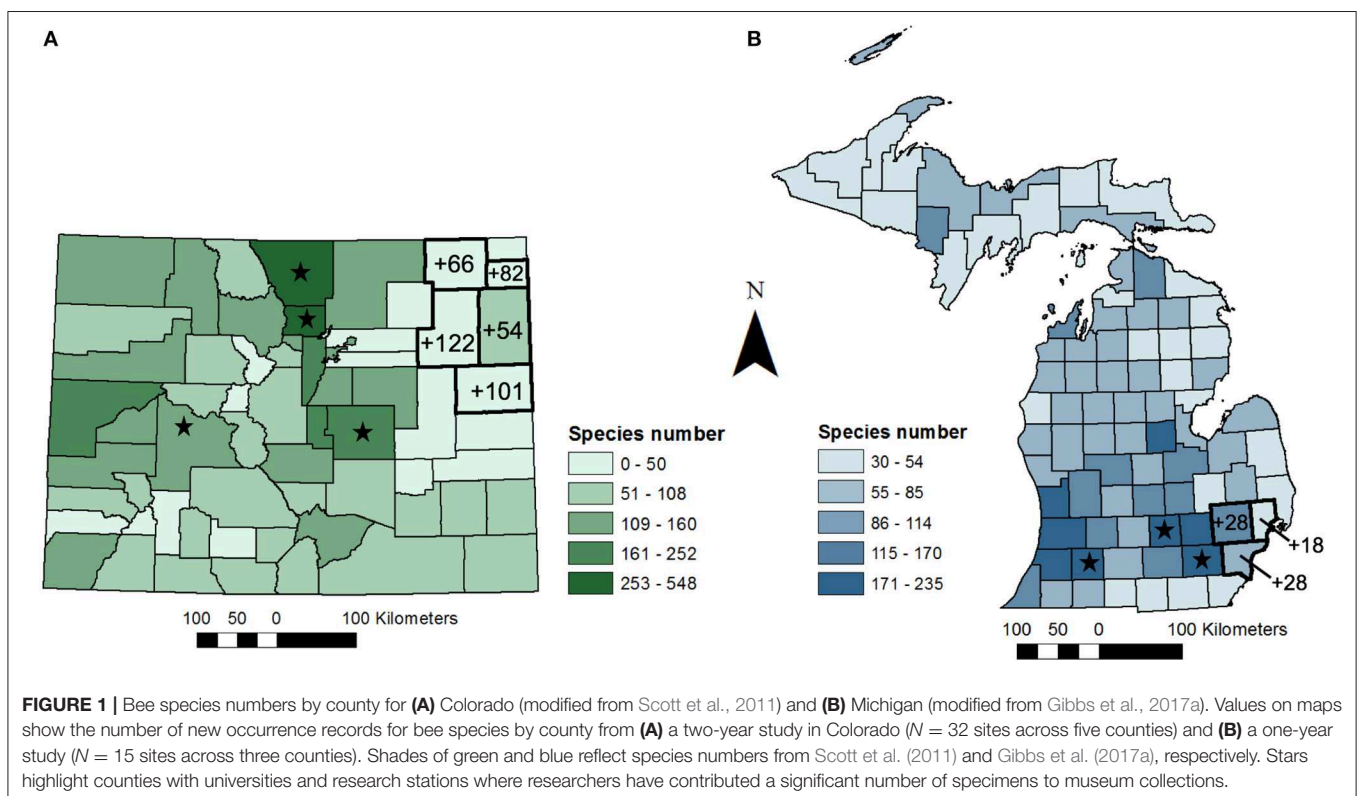 A
B
+66
+82
+122
+54
+101
N
Species number
0 - 50
51 - 108
109 - 160
161 - 252
253 - 548
Species number
30 - 54
55 - 85
86 - 114
115 - 170
171 - 235
+28
+18
+28
100 50 0 100 Kilometers
100 50 0 100 Kilometers
FIGURE 1 | Bee species numbers by county for (A) Colorado (modified from Scott et al., 2011) and (B) Michigan (modified from Gibbs et al., 2017a). Values on maps
show the number of new occurrence records for bee species by county from (A) a two-year study in Colorado (N = 32 sites across five counties) and (B) a one-year
study (N = 15 sites across three counties). Shades of green and blue reflect species numbers from Scott et al. (2011) and Gibbs et al. (2017a), respectively. Stars
highlight counties with universities and research stations where researchers have contributed a significant number of specimens to museum collections.